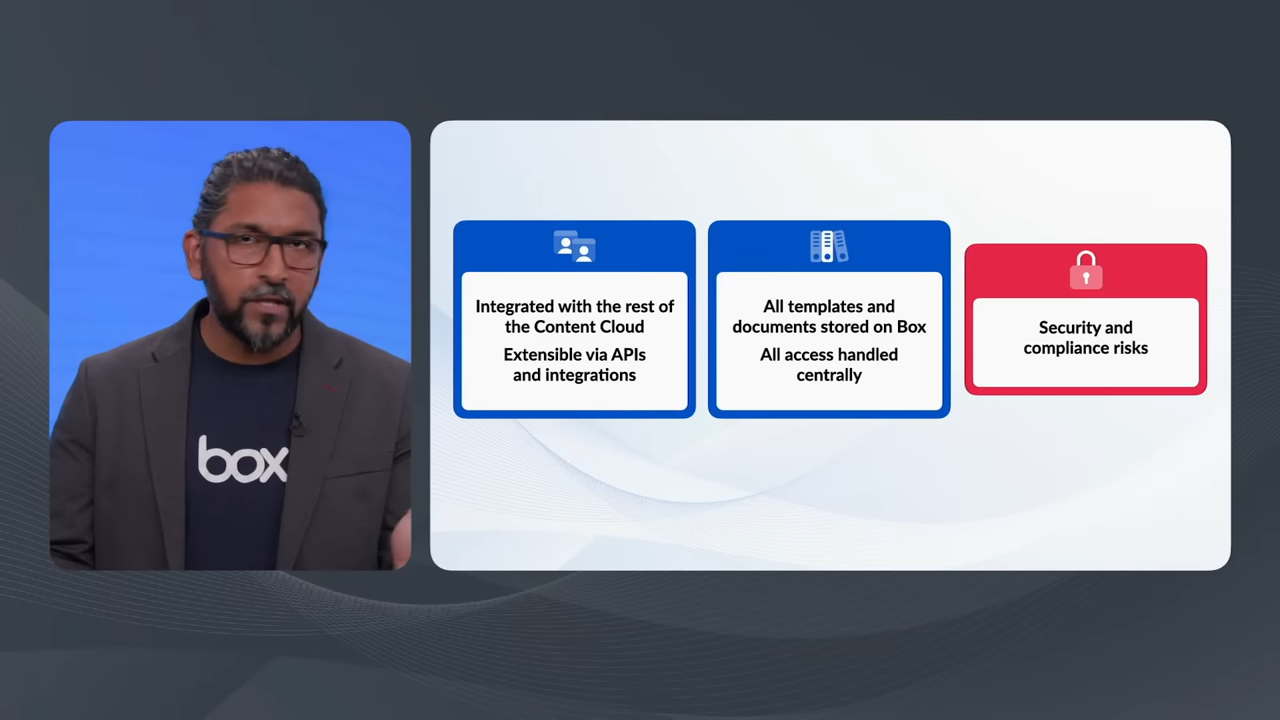 box
Integrated with the rest of
the Content Cloud
Extensible via APIs
and integrations
All templates and
documents stored on Box
All access handled
centrally
Security and
compliance risks